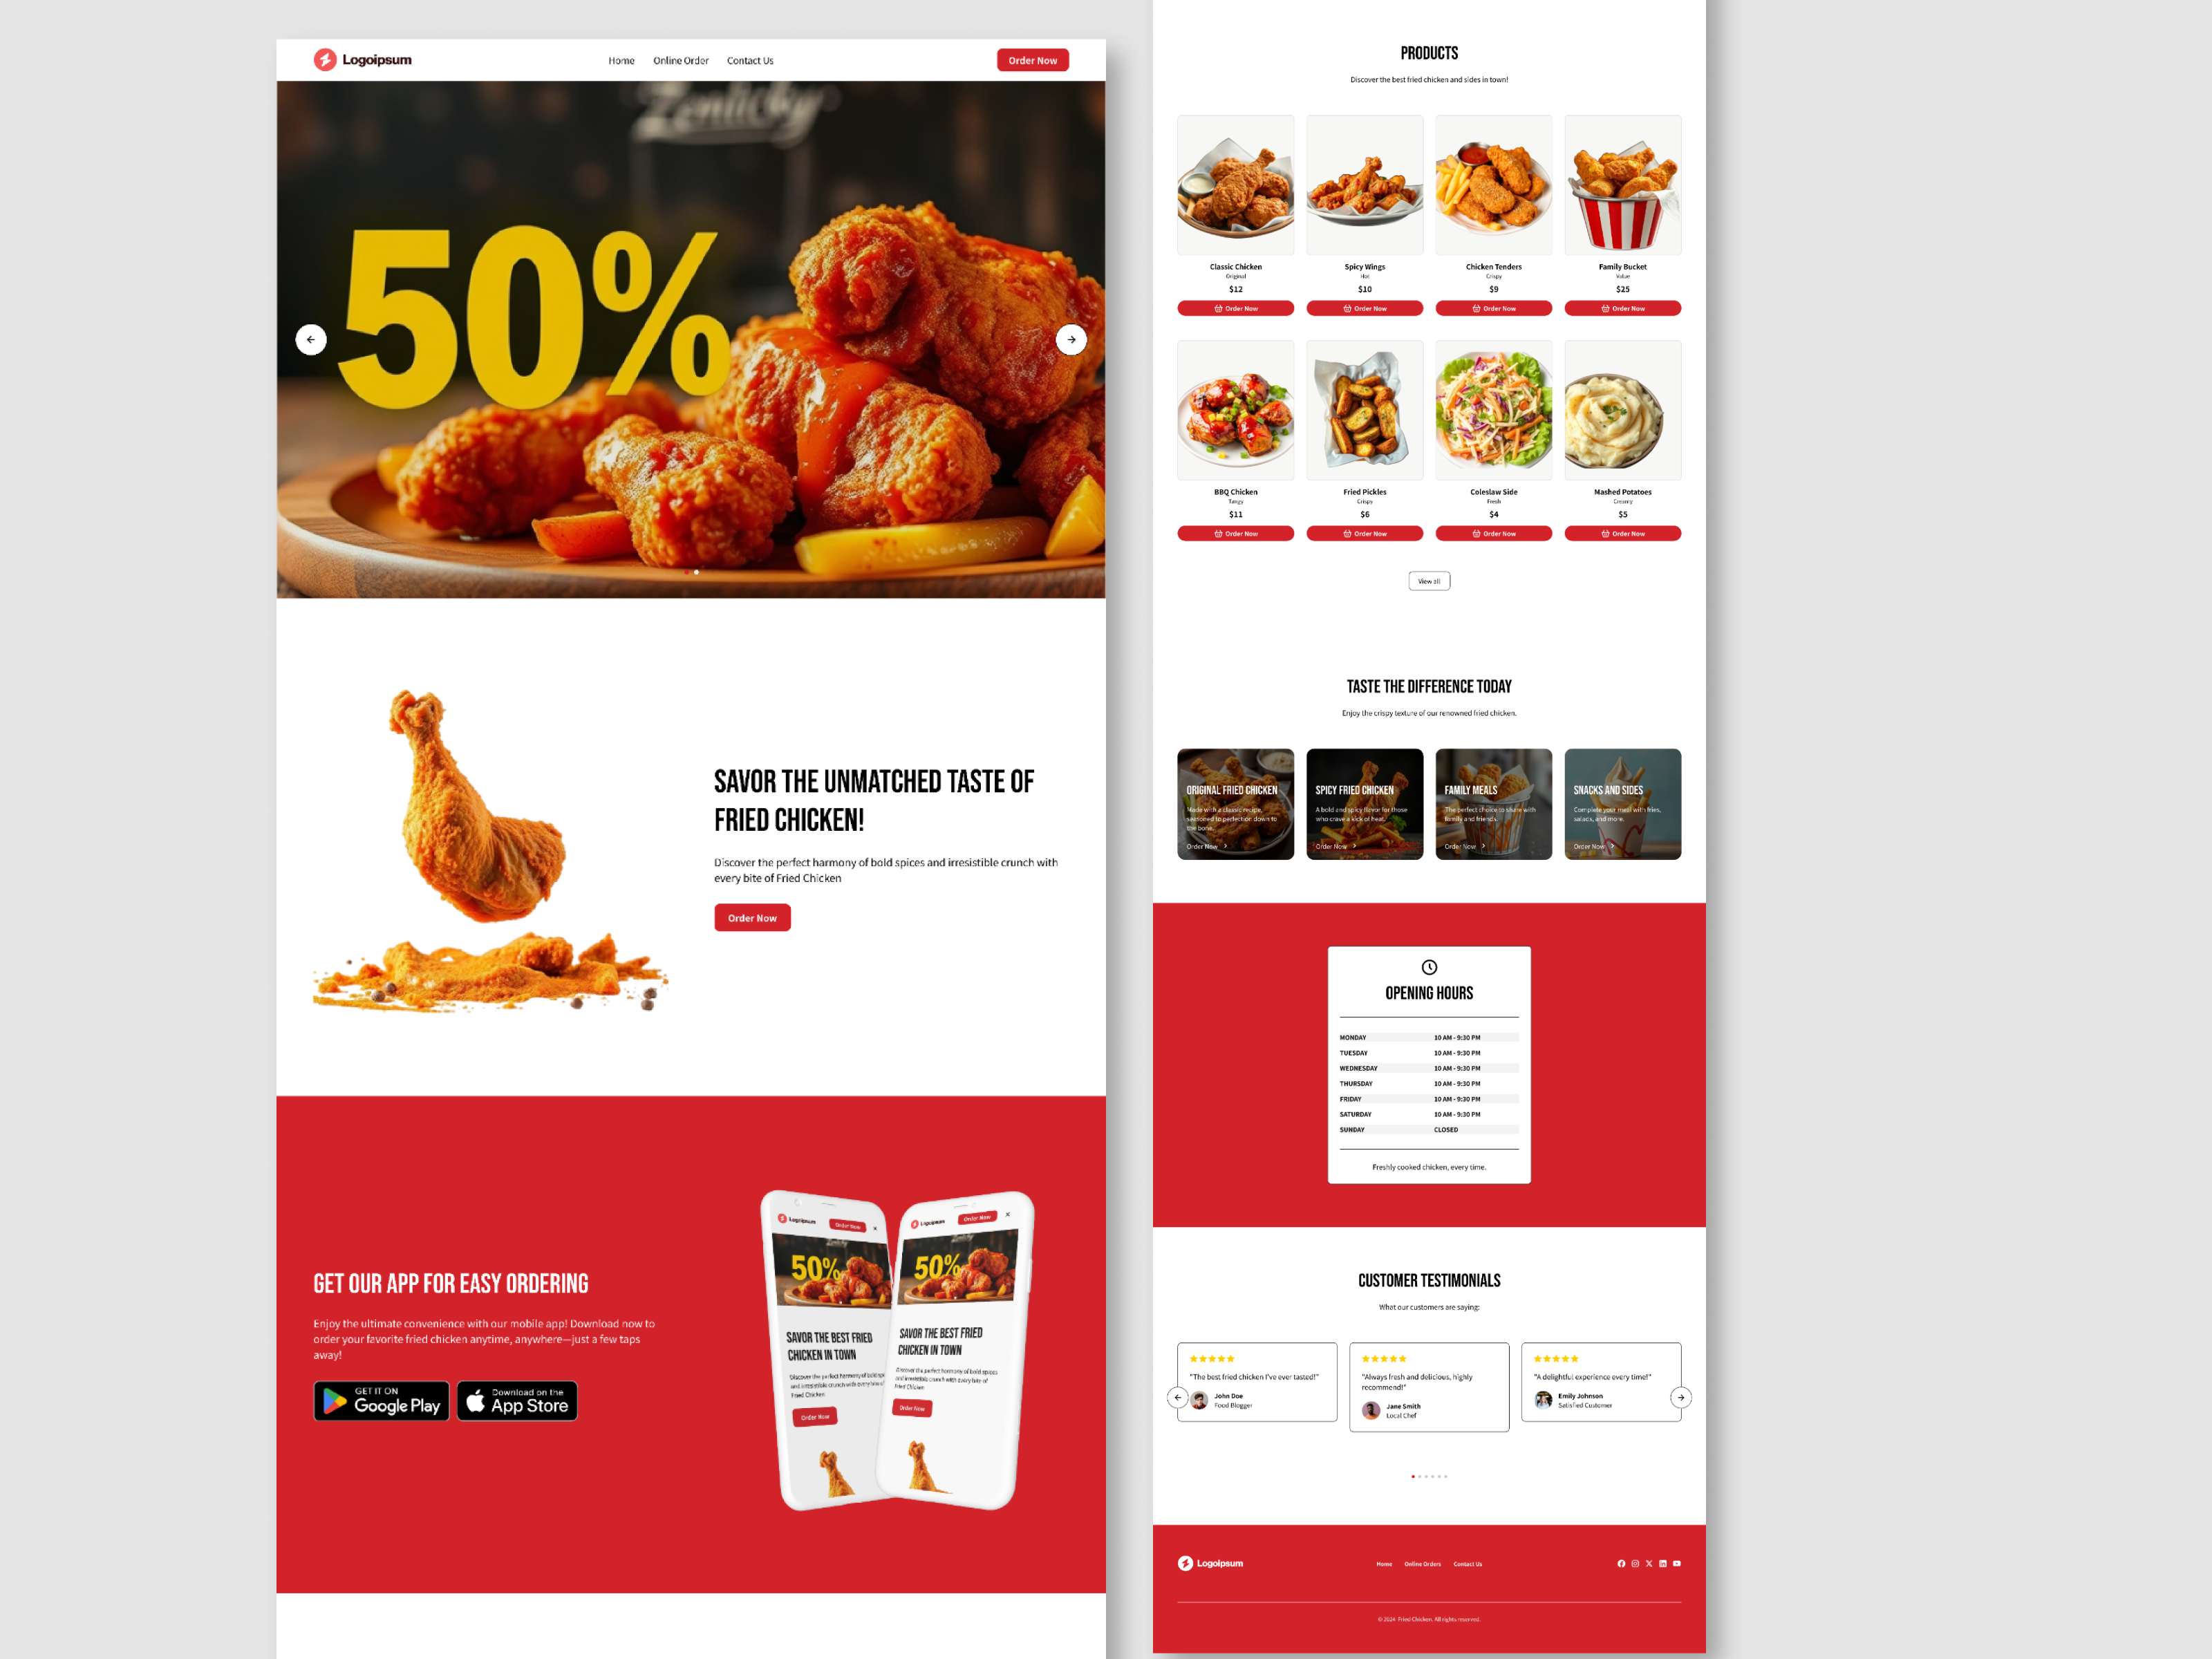 Logoipsum
Home Online Order Contact Us
Order Now
Zenlicky
50%
SAVOR THE UNMATCHED TASTE OF
FRIED CHICKEN!
Discover the perfect harmony of bold spices and irresistible crunch with
every bite of Fried Chicken
Order Now
GET OUR APP FOR EASY ORDERING
Enjoy the ultimate convenience with our mobile app! Download now to
order your favorite fried chicken anytime, anywhere—just a few taps
away!
GET IT ON
Google Play
Download on the
App Store
Logoipsum
Order Now
50%
SAVOR THE BEST FRIED
CHICKEN IN TOWN
Discover the perfect harmony of bold
and irresistible crunch with every bite of
Fried Chicken
Order Now
Logoipsum
Order Now
50%
SAVOR THE BEST FRIED
CHICKEN IN TOWN
Discover the perfect harmony of bold spices
and irresistible crunch with every bite of
Fried Chicken
Order Now
PRODUCTS
Discover the best fried chicken and sides in town!
Classic Chicken
Original
$12
Order Now
Spicy Wings
Hot
$10
Order Now
Chicken Tenders
Crispy
$9
Order Now
Family Bucket
Value
$25
Order Now
BBQ Chicken
Tangy
$11
Order Now
Fried Pickles
Crispy
$6
Order Now
Coleslaw Side
Fresh
$4
Order Now
Mashed Potatoes
Creamy
$5
Order Now
View all
TASTE THE DIFFERENCE TODAY
Enjoy the crispy texture of our renowned fried chicken.
ORIGINAL FRIED CHICKEN
Made with a classic recipe,
seasoned to perfection down to
the bone.
Order Now
SPICY FRIED CHICKEN
A bold and spicy flavor for those
who crave a kick of heat.
Order Now
FAMILY MEALS
The perfect choice to share with
family and friends.
Order Now
SNACKS AND SIDES
Complete your meal with fries,
salads, and more.
Order Now
OPENING HOURS
MONDAY 10 AM - 9:30 PM
TUESDAY 10 AM - 9:30 PM
WEDNESDAY 10 AM - 9:30 PM
THURSDAY 10 AM - 9:30 PM
FRIDAY 10 AM - 9:30 PM
SATURDAY 10 AM - 9:30 PM
SUNDAY CLOSED
Freshly cooked chicken, every time.
CUSTOMER TESTIMONIALS
What our customers are saying:
"The best fried chicken I've ever tasted!"
John Doe
Food Blogger
"Always fresh and delicious, highly
recommend!"
Jane Smith
Local Chef
"A delightful experience every time!"
Emily Johnson
Satisfied Customer
Logoipsum
Home Online Orders Contact Us
© 2024 Fried Chicken. All rights reserved.